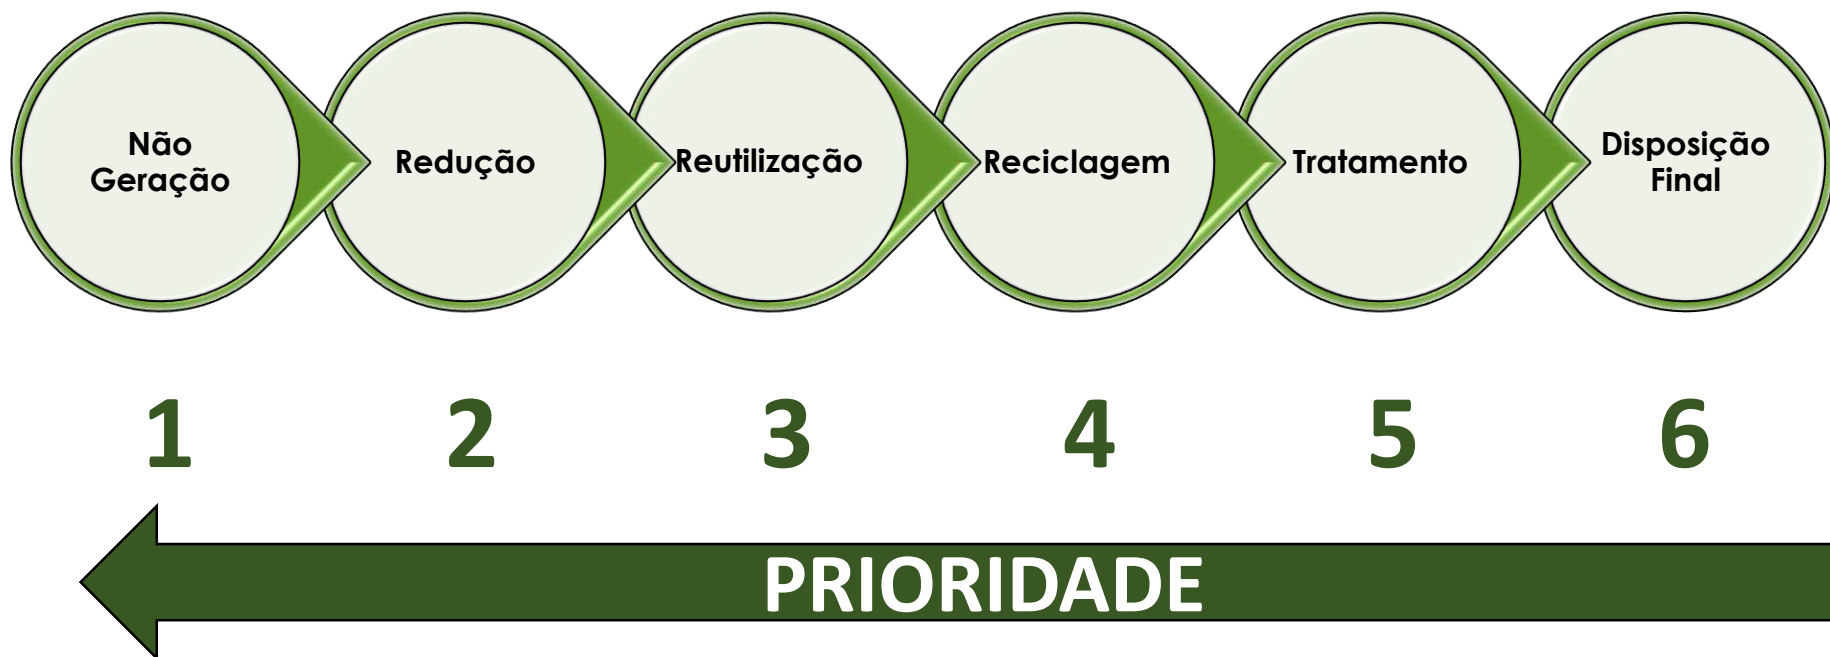 Não
Geração
Redução
Reutilização
Reciclagem
Tratamento
Disposição
Final
1 2 3 4 5 6
PRIORIDADE